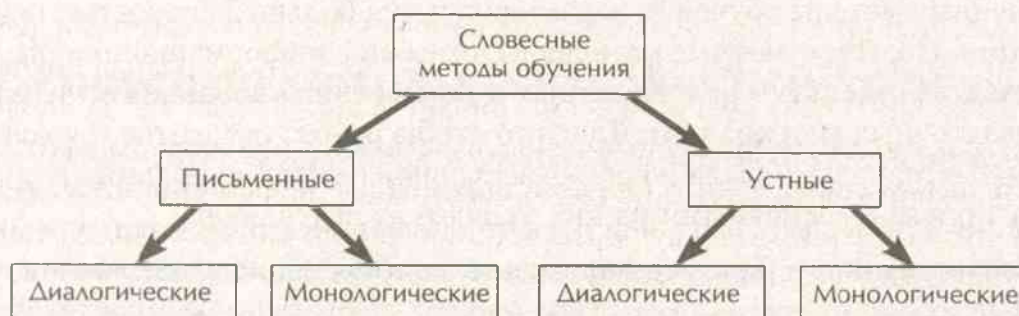 Словесные
методы обучения
Письменные
Устные
Диалогические
Монологические
Диалогические
Монологические